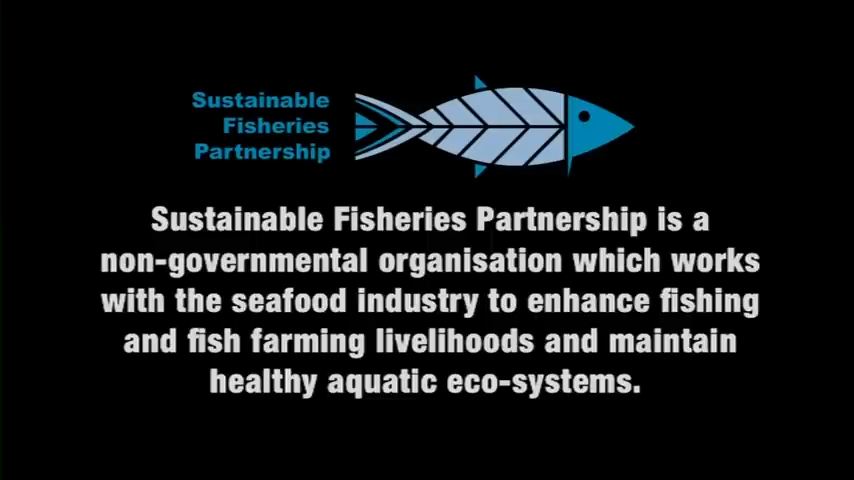 Sustainable
Fisheries
Partnership
Sustainable Fisheries Partnership is a
non-governmental organisation which works
with the seafood industry to enhance fishing
and fish farming livelihoods and maintain
healthy aquatic eco-systems.